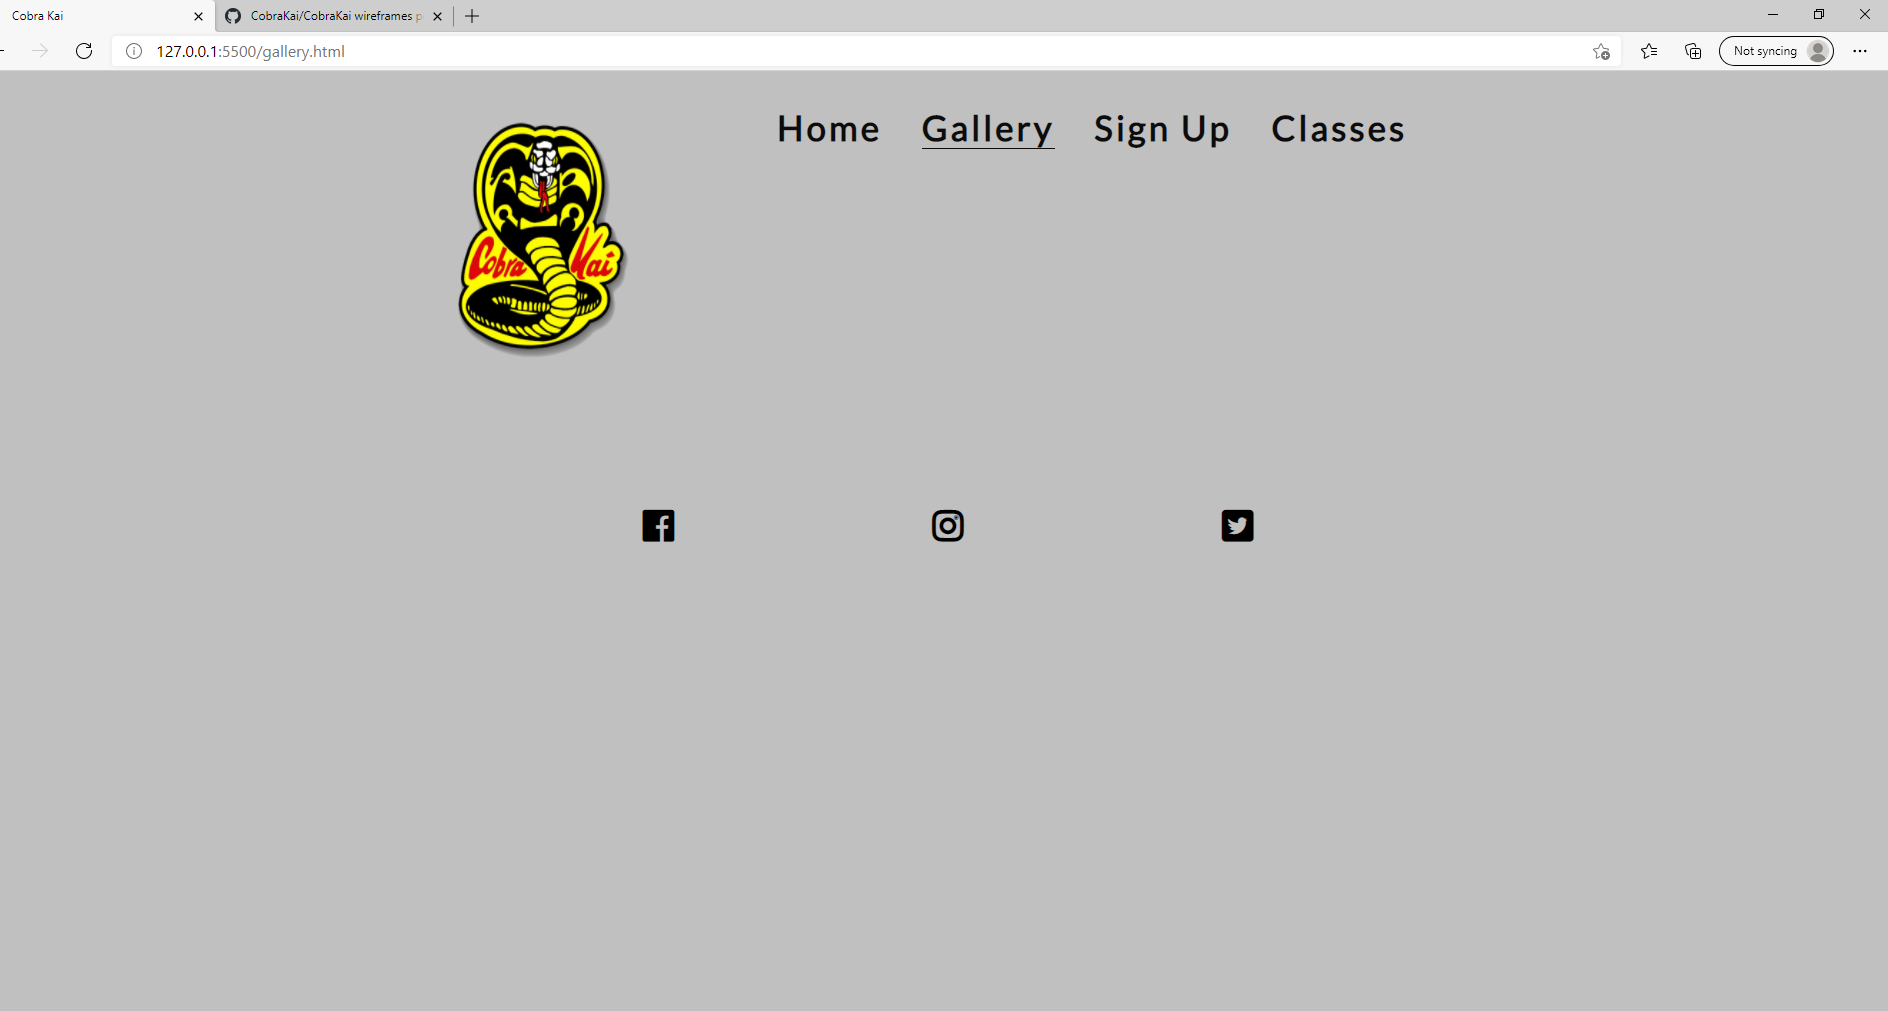 Cobra Kai
CobraKai/CobraKai wireframes
127.0.0.1:5500/gallery.html
Not syncing
Home Gallery Sign Up Classes
Cobra Kai